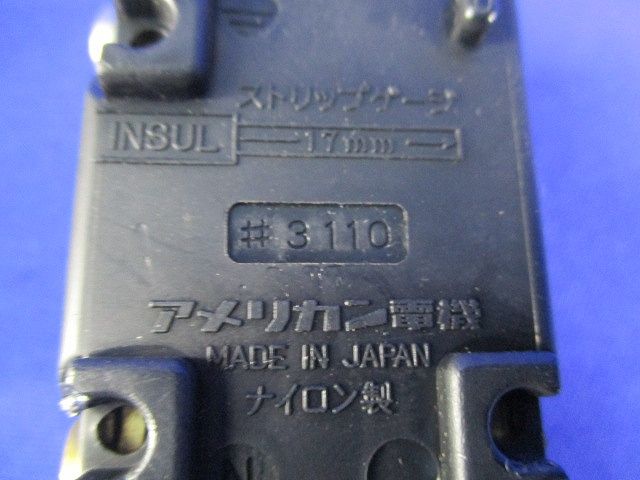 ストリップゲージ
INSUL 17mm
# 3110
アメリカン電機
MADE IN JAPAN
ナイロン製